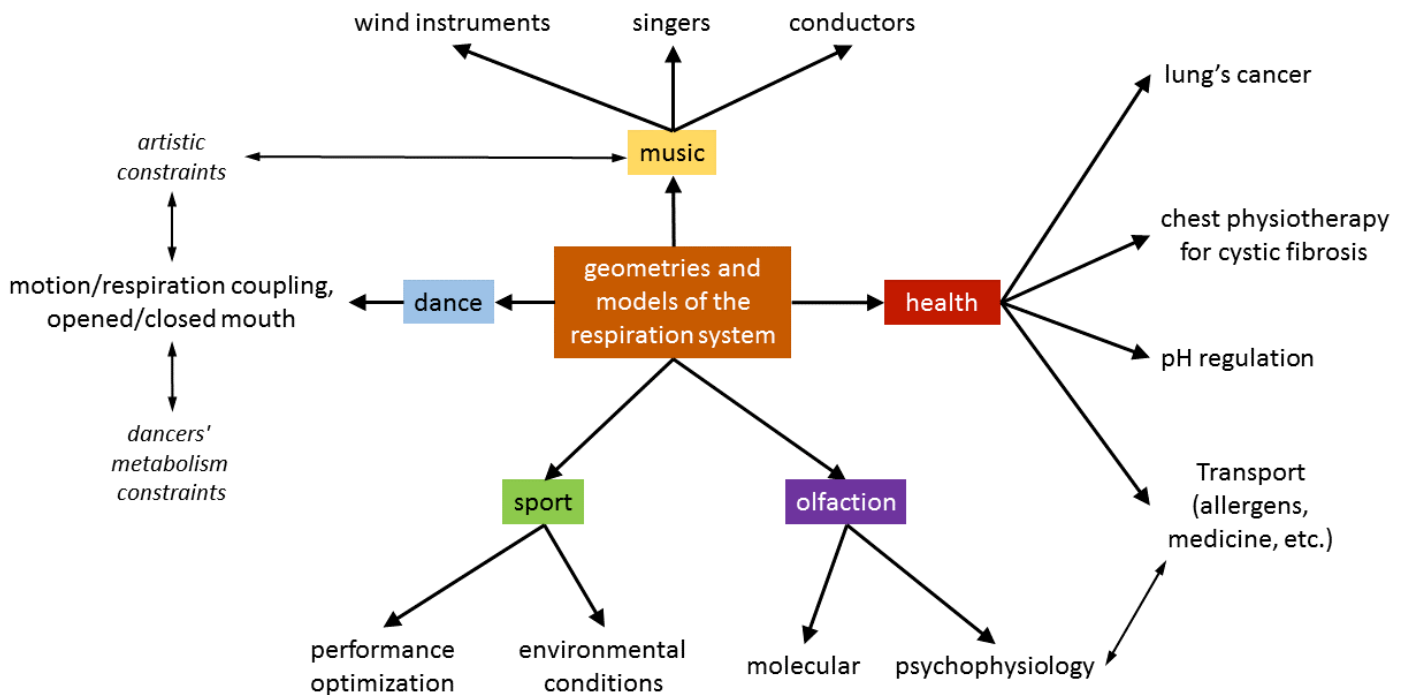 wind instruments
singers
conductors
lung's cancer
artistic
constraints
music
chest physiotherapy
for cystic fibrosis
motion/respiration coupling,
opened/closed mouth
dance
geometries and
models of the
respiration system
health
pH regulation
dancers'
metabolism
constraints
sport
olfaction
Transport
(allergens,
medicine, etc.)
performance
optimization
environmental
conditions
molecular
psychophysiology